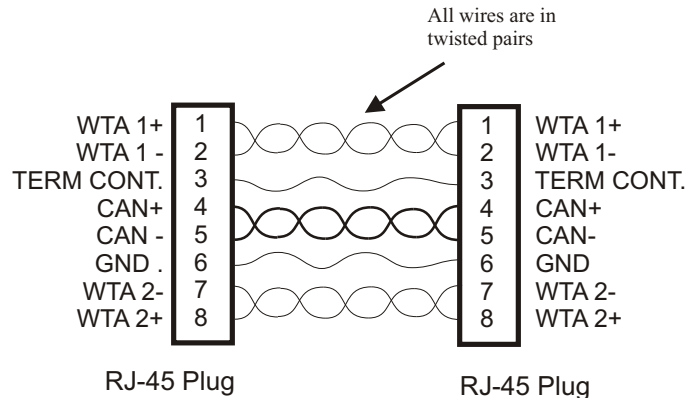 All wires are in
twisted pairs
WTA 1+ 1 1 WTA 1+
WTA 1 - 2 2 WTA 1-
TERM CONT. 3 3 TERM CONT.
CAN+ 4 4 CAN+
CAN - 5 5 CAN-
GND . 6 6 GND
WTA 2- 7 7 WTA 2-
WTA 2+ 8 8 WTA 2+
RJ-45 Plug RJ-45 Plug